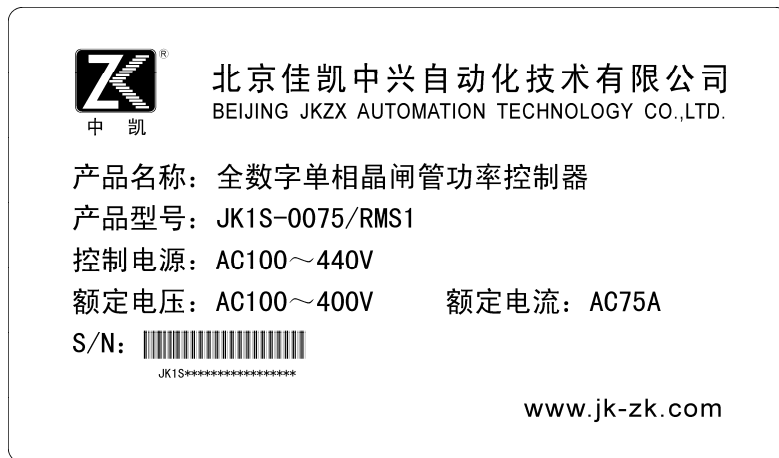 ZK®
中 凯
北京佳凯中兴自动化技术有限公司
BEIJING JKZX AUTOMATION TECHNOLOGY CO.,LTD.
产品名称：全数字单相晶闸管功率控制器
产品型号：JK1S-0075/RMS1
控制电源：AC100～440V
额定电压：AC100～400V 额定电流：AC75A
S/N：
JK1S*****************
www.jk-zk.com